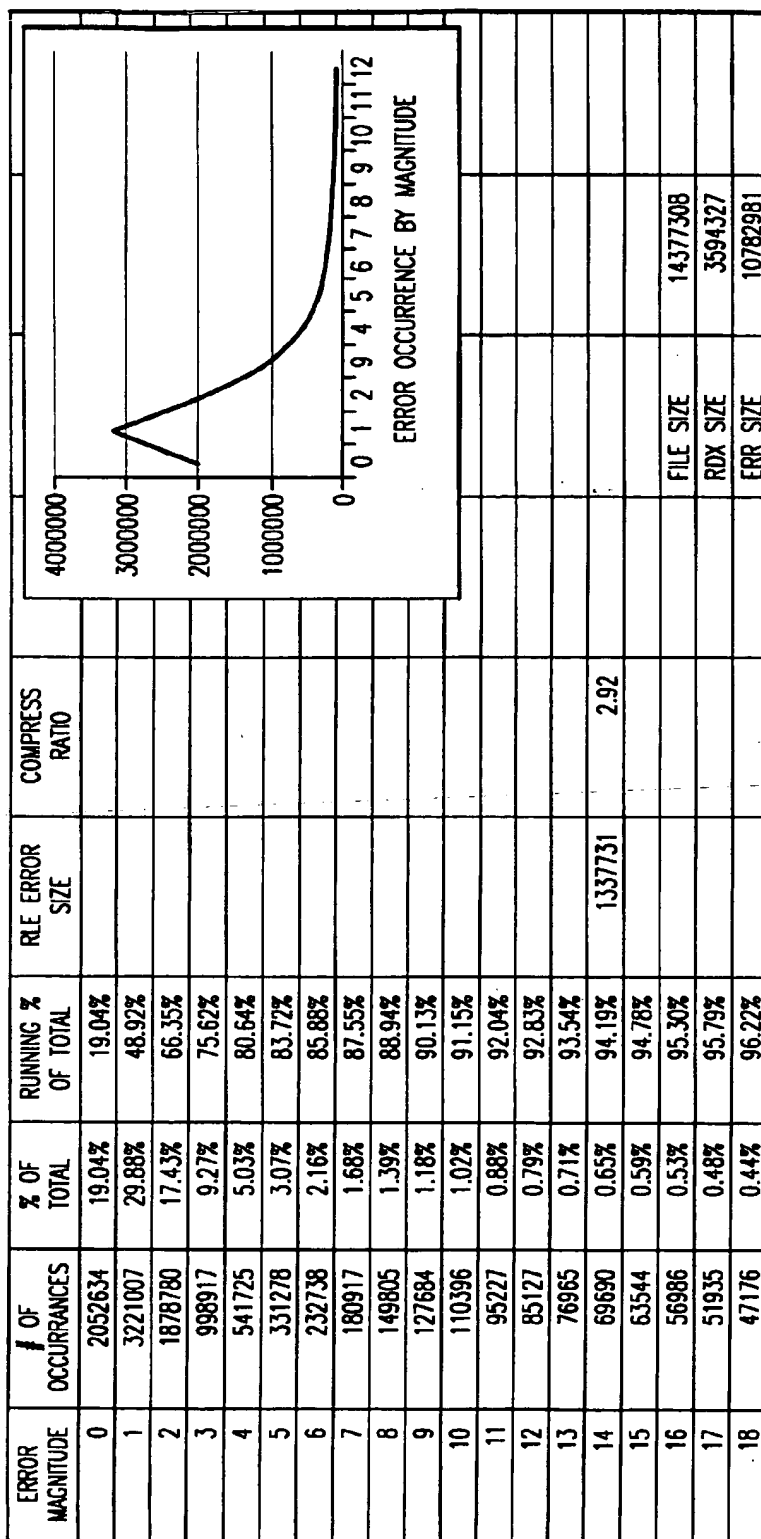 ERROR MAGNITUDE # OF OCCURRANCES % OF TOTAL RUNNING % OF TOTAL RLE ERROR SIZE COMPRESS RATIO
0 2052634 19.04% 19.04%
1 3221007 29.88% 48.92%
2 1878780 17.43% 66.35%
3 998917 9.27% 75.62%
4 541725 5.03% 80.64%
5 331278 3.07% 83.72%
6 232738 2.16% 85.88%
7 180917 1.68% 87.55%
8 149805 1.39% 88.94%
9 127684 1.18% 90.13%
10 110396 1.02% 91.15%
11 95227 0.88% 92.04%
12 85127 0.79% 92.83%
13 76965 0.71% 93.54%
14 69690 0.65% 94.19% 1337731 2.92
15 63544 0.59% 94.78%
16 56986 0.53% 95.30% FILE SIZE 14377308
17 51935 0.48% 95.79% RDX SIZE 3594327
18 47176 0.44% 96.22% ERR SIZE 10782981
4000000
3000000
2000000
1000000
0
0 1 2 9 4 5 6 7 8 9 10 11 12
ERROR OCCURRENCE BY MAGNITUDE